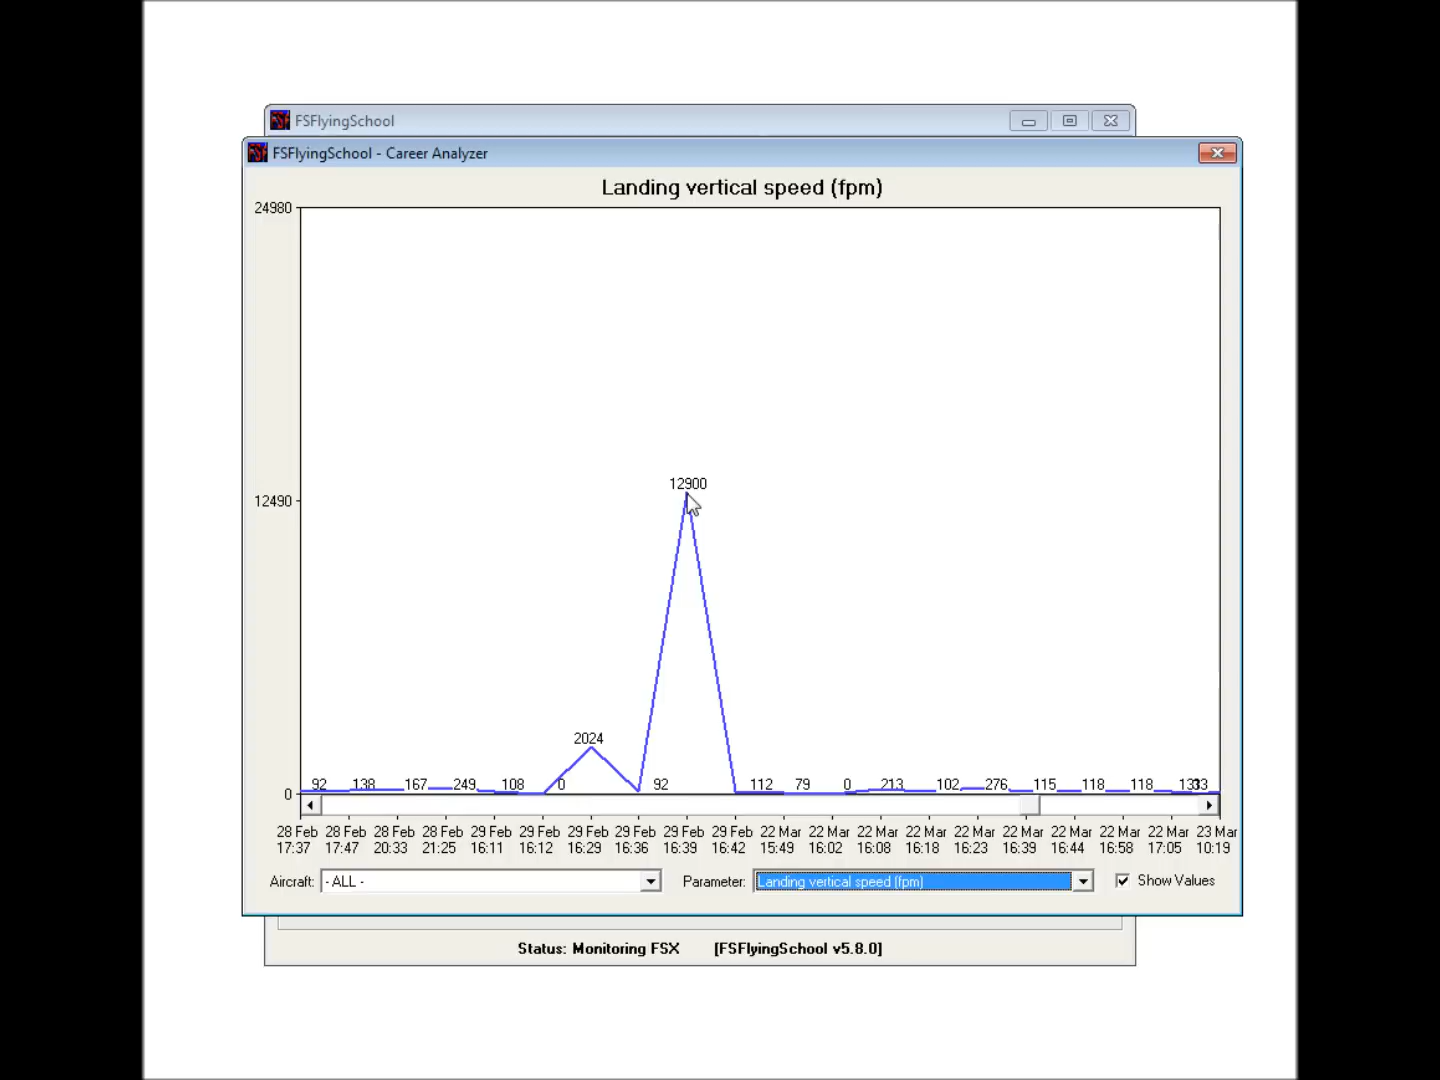 FSFlyingSchool
FSFlyingSchool - Career Analyzer
Landing vertical speed (fpm)
24980
12900
12490
2024
92 138 167 249 108 0 92 112 79 0 213 102 276 115 118 118 133
0
28 Feb 28 Feb 28 Feb 28 Feb 29 Feb 29 Feb 29 Feb 29 Feb 29 Feb 29 Feb 22 Mar 22 Mar 22 Mar 22 Mar 22 Mar 22 Mar 22 Mar 22 Mar 22 Mar 23 Mar
17:37 17:47 20:33 21:25 16:11 16:12 16:29 16:36 16:39 16:42 15:49 16:02 16:08 16:18 16:23 16:39 16:44 16:58 17:05 10:19
Aircraft: - ALL - Parameter: Landing vertical speed (fpm) Show Values
Status: Monitoring FSX [FSFlyingSchool v5.8.0]